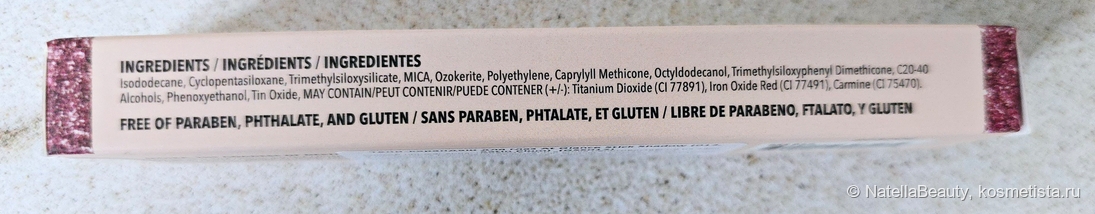 INGREDIENTS / INGRÉDIENTS / INGREDIENTES
Isododecane, Cyclopentasiloxane, Trimethylsiloxysilicate, MICA, Ozokerite, Polyethylene, Caprylyll Methicone, Octyldodecanol, Trimethylsiloxyphenyl Dimethicone, C20-40
Alcohols, Phenoxyethanol, Tin Oxide, MAY CONTAIN/PEUT CONTENIR/PUEDE CONTENER (+/-): Titanium Dioxide (CI 77891), Iron Oxide Red (CI 77491), Carmine (CI 75470).
FREE OF PARABEN, PHTHALATE, AND GLUTEN / SANS PARABEN, PHTALATE, ET GLUTEN / LIBRE DE PARABENO, FTALATO, Y GLUTEN
© NatellaBeauty, kosmetista.ru